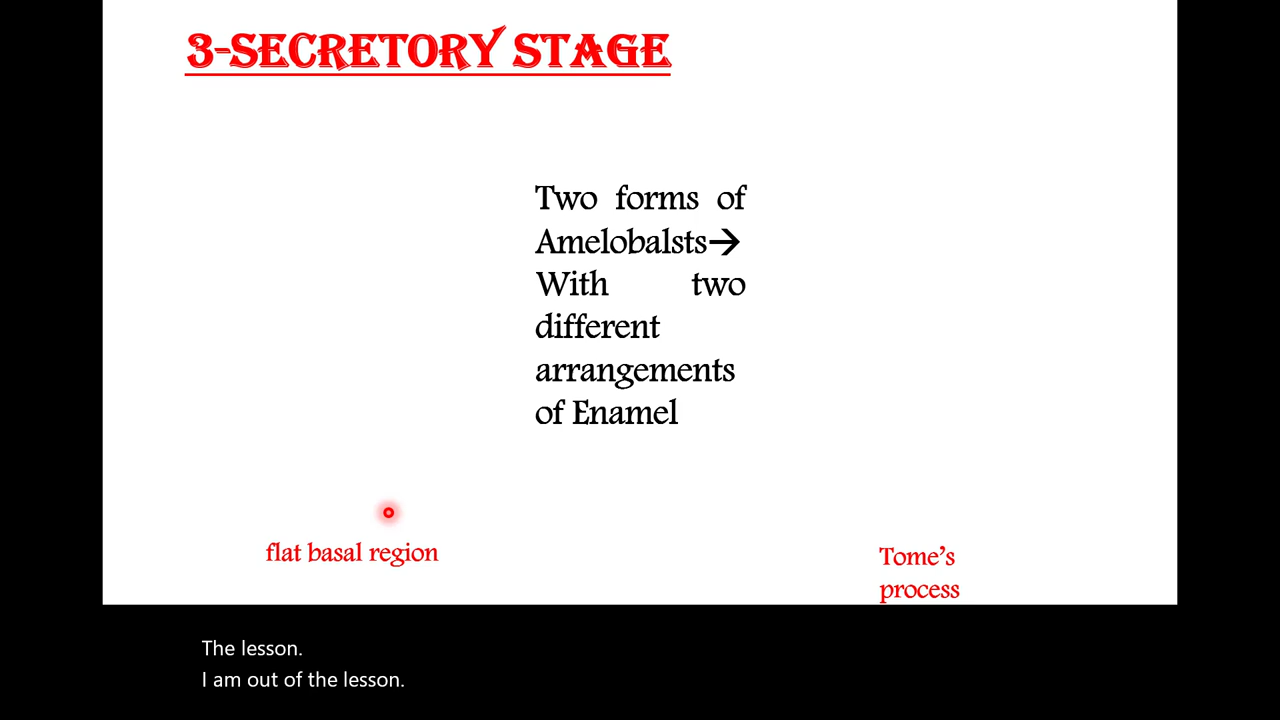 3-SECRETORY STAGE
Two forms of
Amelobalsts→
With two
different
arrangements
of Enamel
flat basal region
Tome's
process
The lesson.
I am out of the lesson.